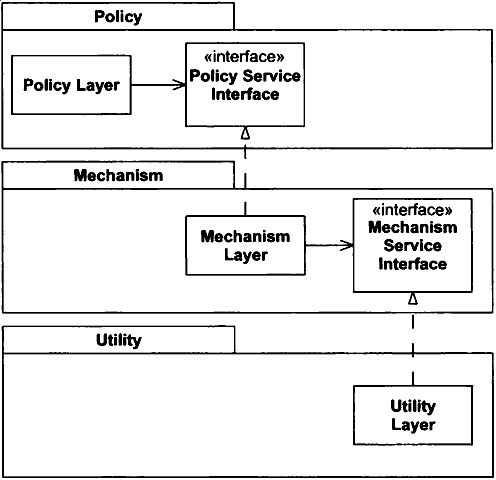 Policy
Policy Layer
«interface»
Policy Service
Interface
Mechanism
Mechanism
Layer
«interface»
Mechanism
Service
Interface
Utility
Utility
Layer